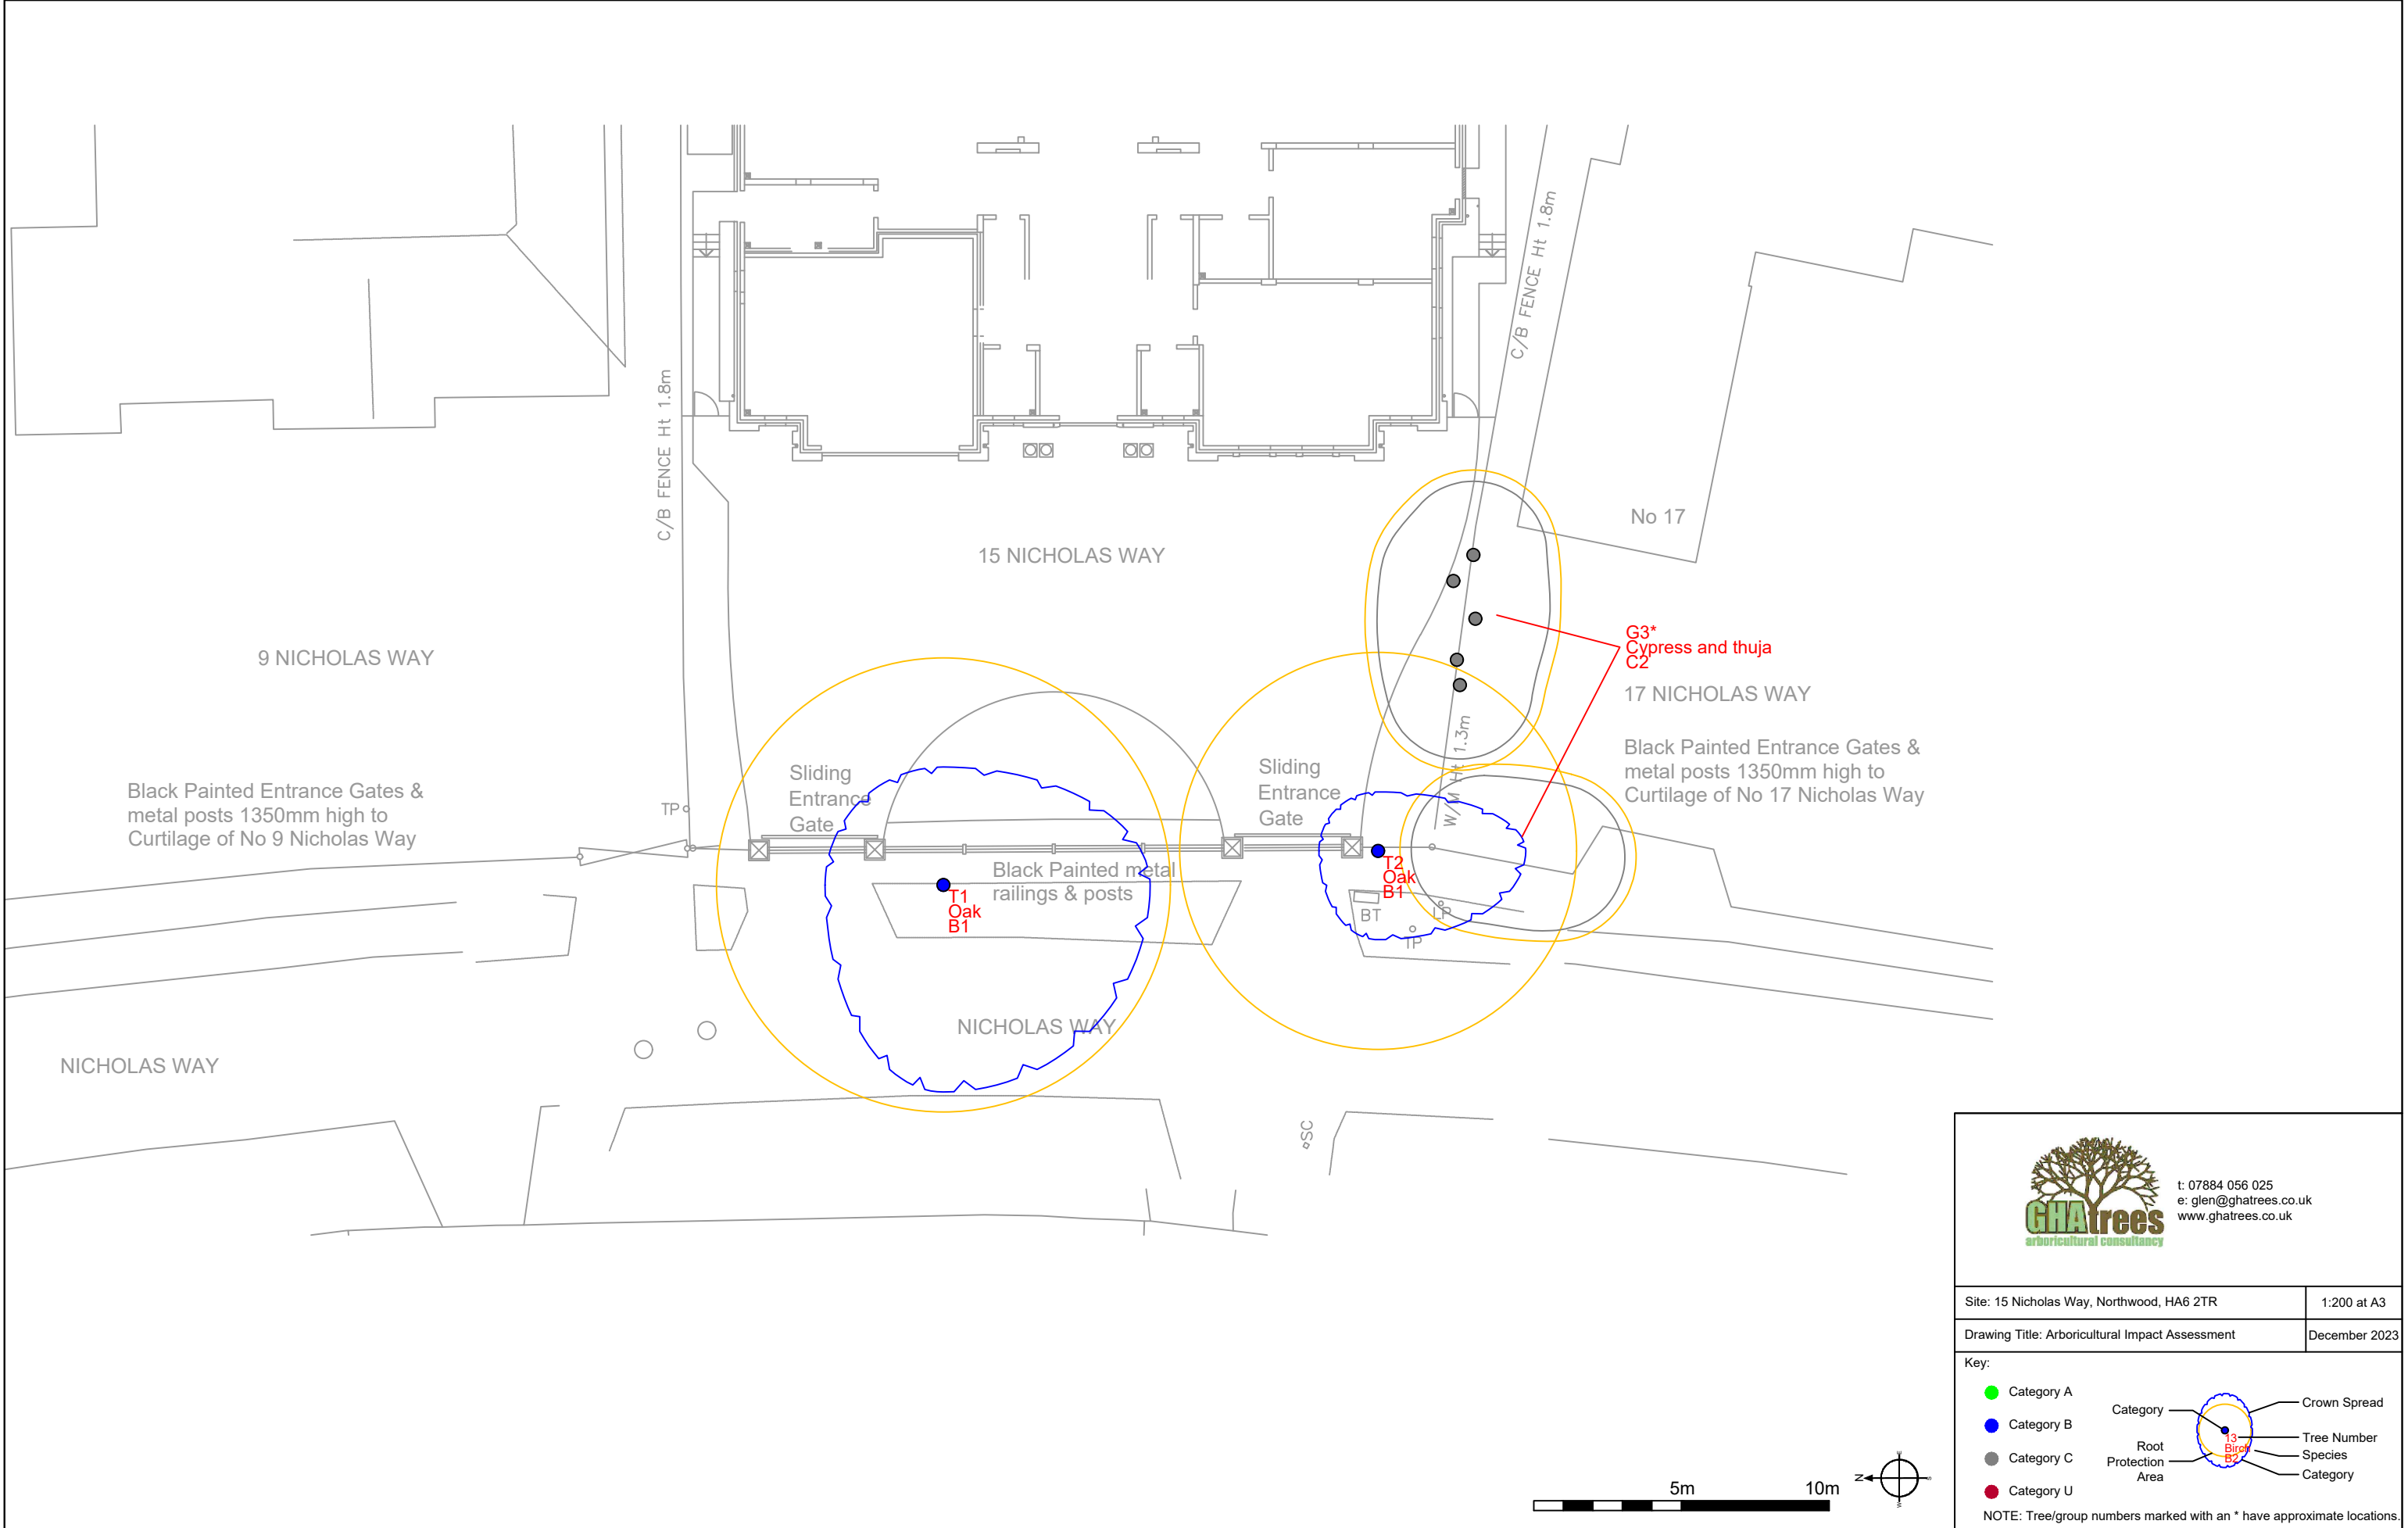 C/B FENCE Ht 1.8m
C/B FENCE Ht 1.8m
No 17
15 NICHOLAS WAY
9 NICHOLAS WAY
G3*
Cypress and thuja
C2
17 NICHOLAS WAY
Black Painted Entrance Gates &
metal posts 1350mm high to
Curtilage of No 17 Nicholas Way
Black Painted Entrance Gates &
metal posts 1350mm high to
Curtilage of No 9 Nicholas Way
TP
Sliding
Entrance
Gate
Sliding
Entrance
Gate
W/M Ht 1.3m
Black Painted metal
railings & posts
T1
Oak
B1
T2
Oak
B1
BT
LP
TP
NICHOLAS WAY
NICHOLAS WAY
SC
GHAtrees
arboricultural consultancy
t: 07884 056 025
e: glen@ghatrees.co.uk
www.ghatrees.co.uk
Site: 15 Nicholas Way, Northwood, HA6 2TR
1:200 at A3
Drawing Title: Arboricultural Impact Assessment
December 2023
Key:
Category A
Category B
Category C
Category U
Category
Root
Protection
Area
13
Birch
B2
Crown Spread
Tree Number
Species
Category
NOTE: Tree/group numbers marked with an * have approximate locations.
5m
10m
N